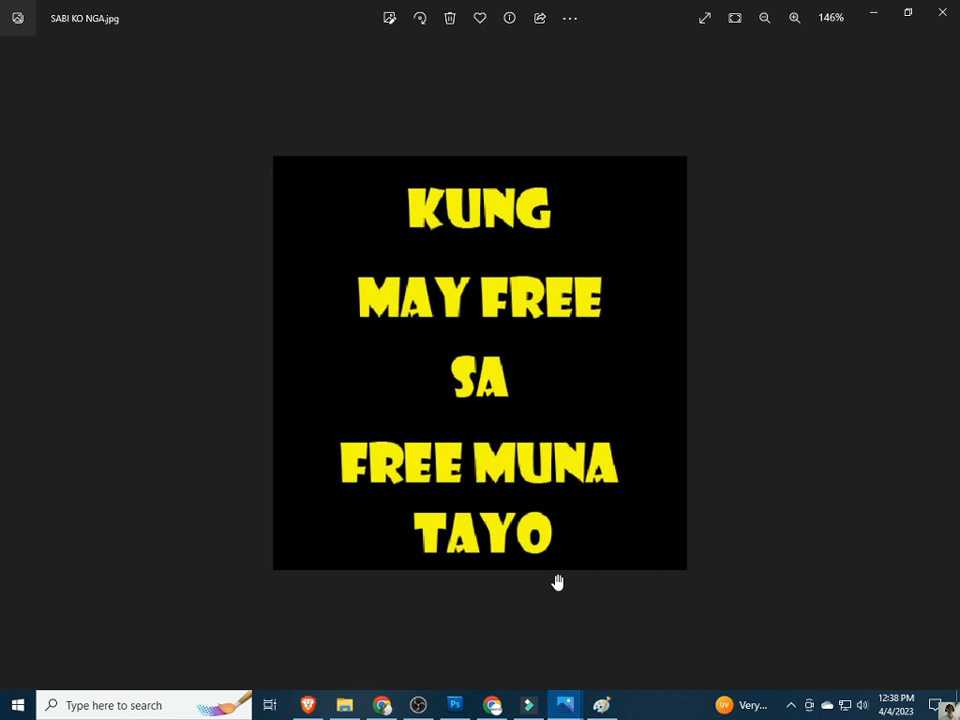 SABI KO NGA.jpg
146%
KUNG
MAY FREE
SA
FREE MUNA
TAYO
Type here to search
Ps
Very...
12:38 PM
4/4/2023